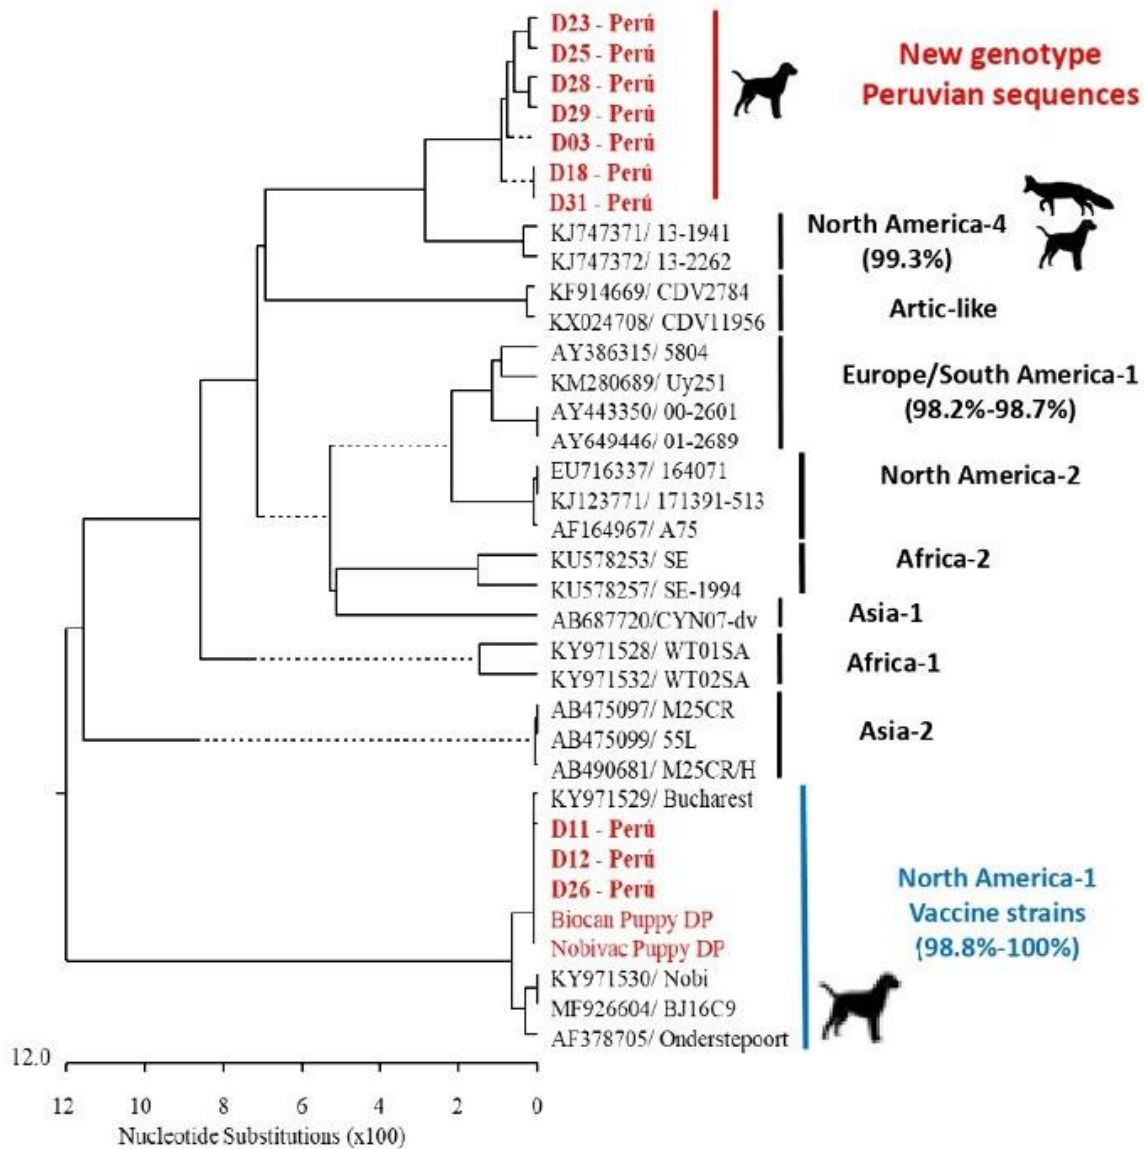 D23 - Perú
D25 - Perú
D28 - Perú
D29 - Perú
D03 - Perú
D18 - Perú
D31 - Perú
New genotype
Peruvian sequences
KJ747371/ 13-1941
KJ747372/ 13-2262
North America-4
(99.3%)
KF914669/ CDV2784
KX024708/ CDV11956
Artic-like
AY386315/ 5804
KM280689/ Uy251
AY443350/ 00-2601
AY649446/ 01-2689
Europe/South America-1
(98.2%-98.7%)
EU716337/ 164071
KJ123771/ 171391-513
AF164967/ A75
North America-2
KU578253/ SE
KU578257/ SE-1994
Africa-2
AB687720/CYN07-dv
Asia-1
KY971528/ WT01SA
KY971532/ WT02SA
Africa-1
AB475097/ M25CR
AB475099/ 55L
AB490681/ M25CR/H
Asia-2
KY971529/ Bucharest
D11 - Perú
D12 - Perú
D26 - Perú
Biocan Puppy DP
Nobivac Puppy DP
KY971530/ Nobi
MF926604/ BJ16C9
AF378705/ Onderstepoort
North America-1
Vaccine strains
(98.8%-100%)
12.0
12 10 8 6 4 2 0
Nucleotide Substitutions (x100)